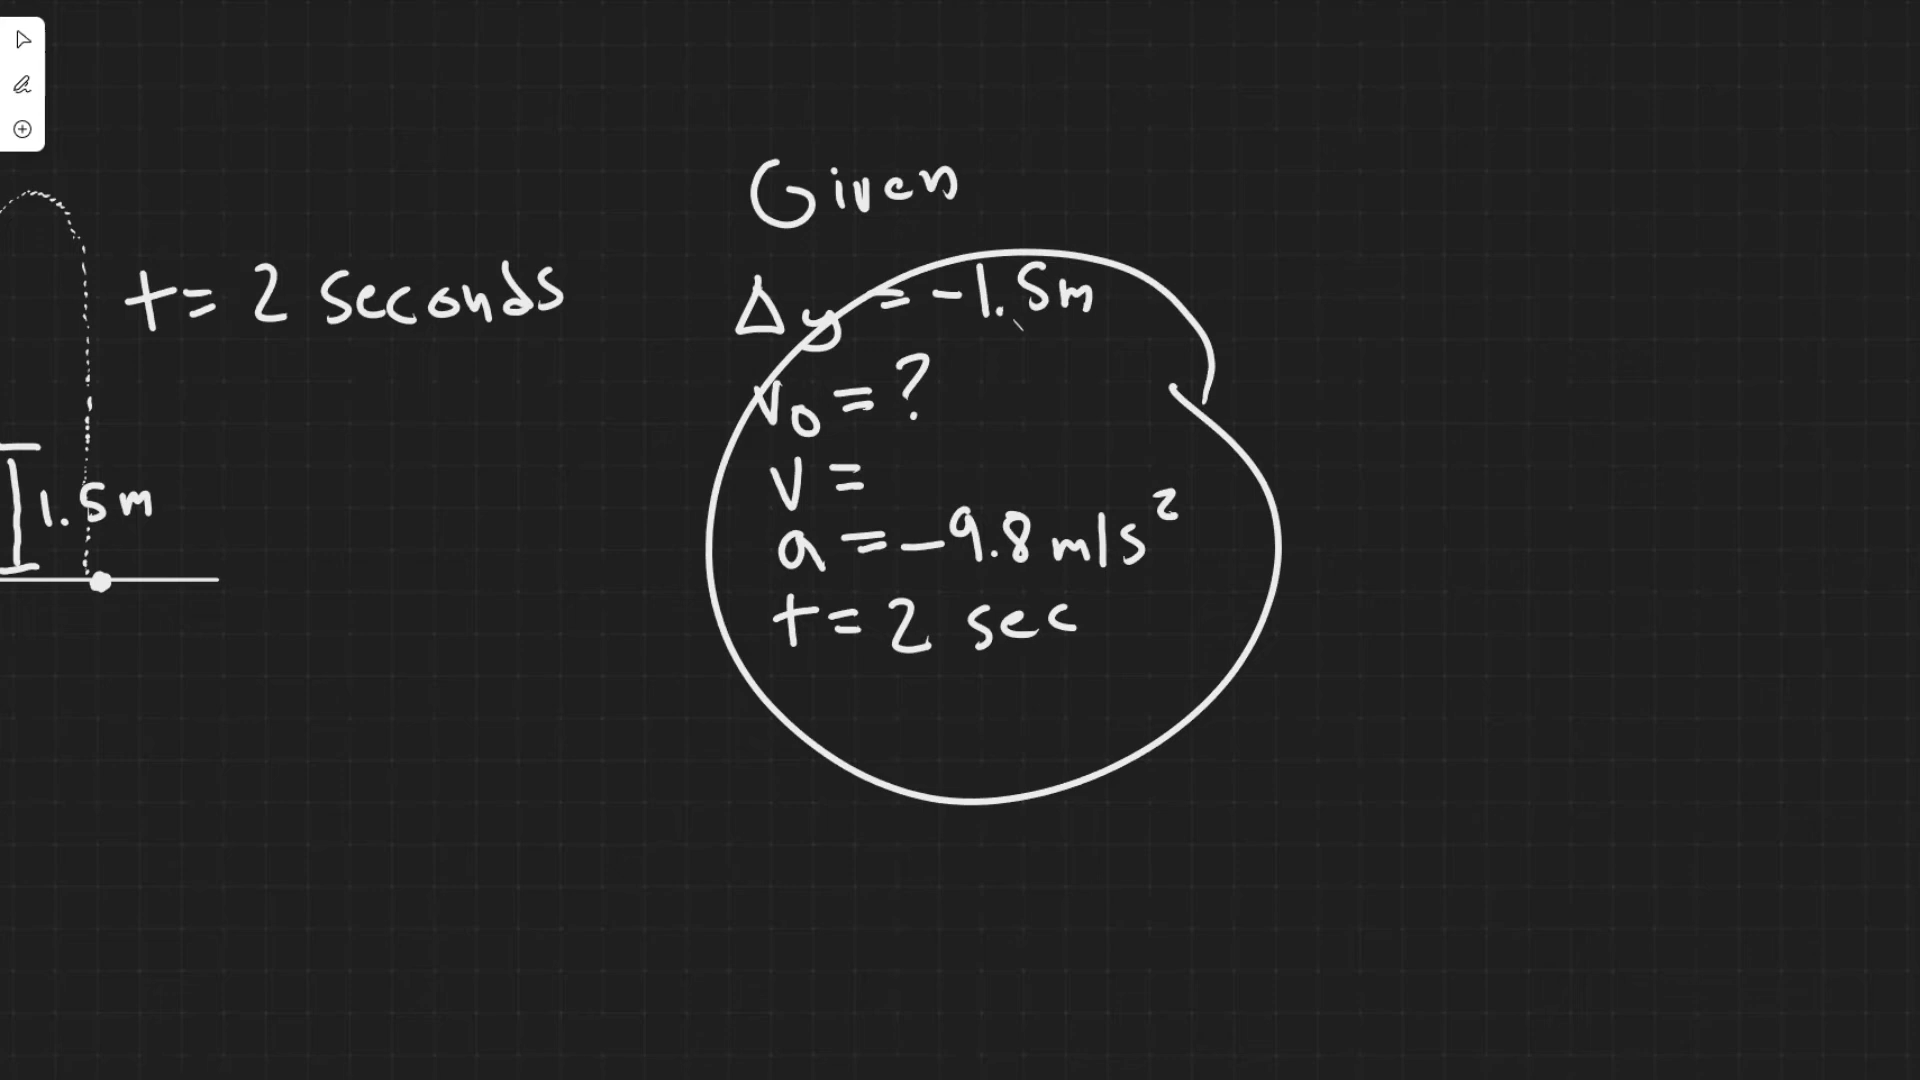 Given
t = 2 seconds
Δy = -1.5m
v₀ = ?
v =
1.5m
a = -9.8 m/s²
t = 2 sec